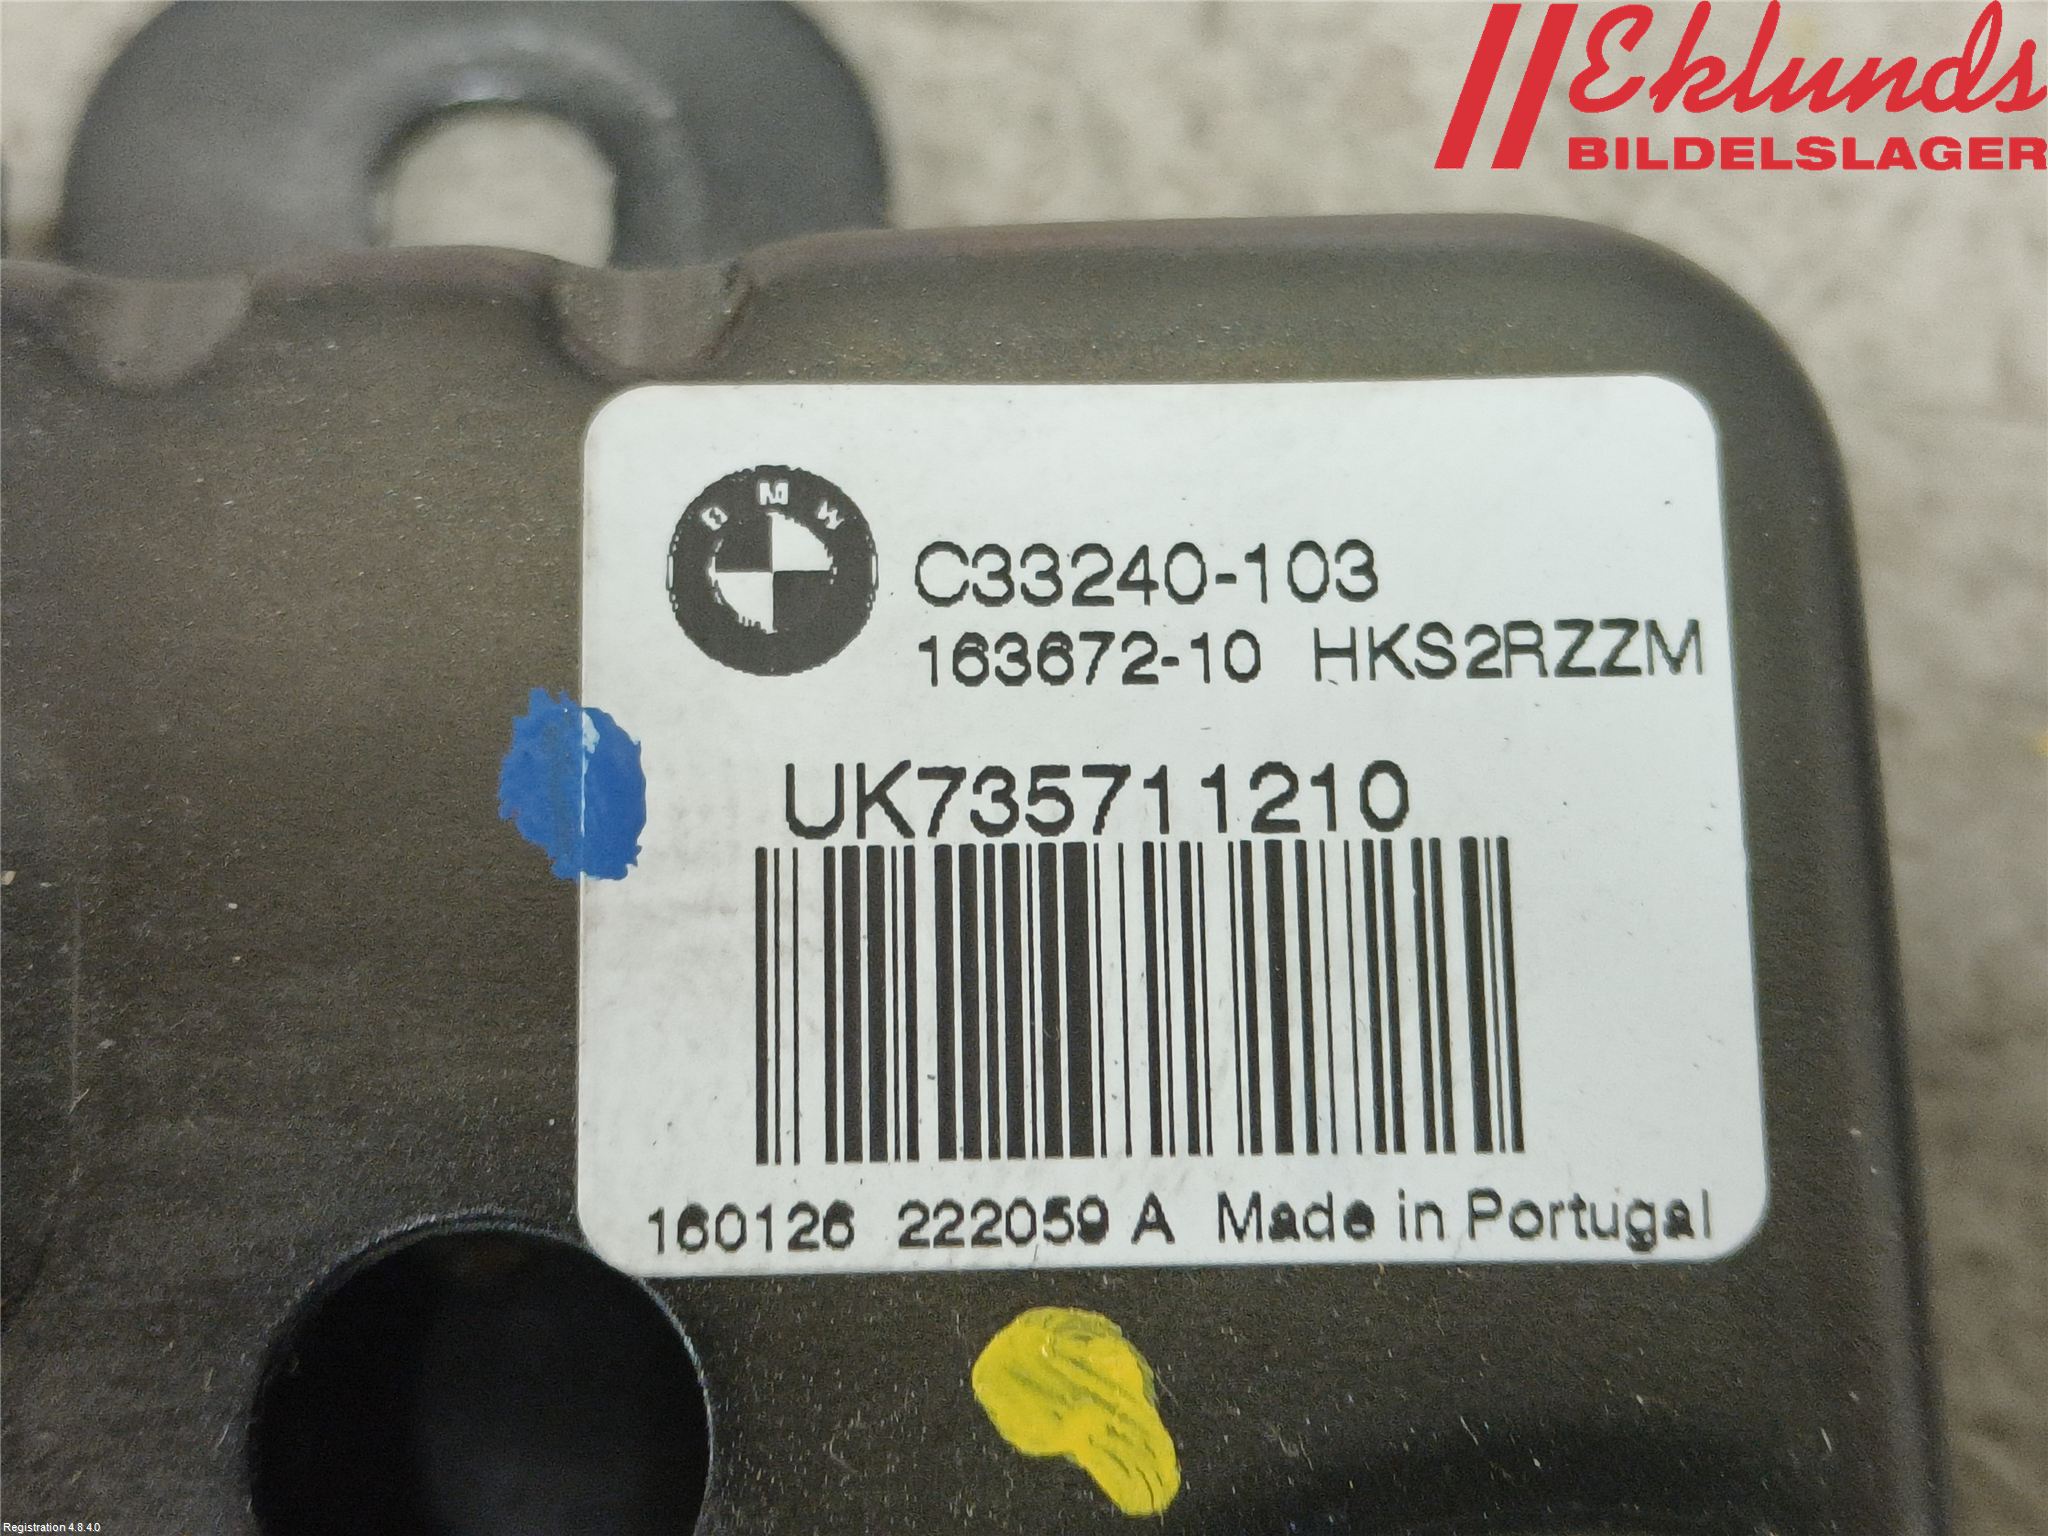 Eklunds
BILDELSLAGER
BMW
C33240-103
163672-10 HKS2RZZM
UK735711210
160126 222059 A Made in Portugal
Registration 4.8.4.0